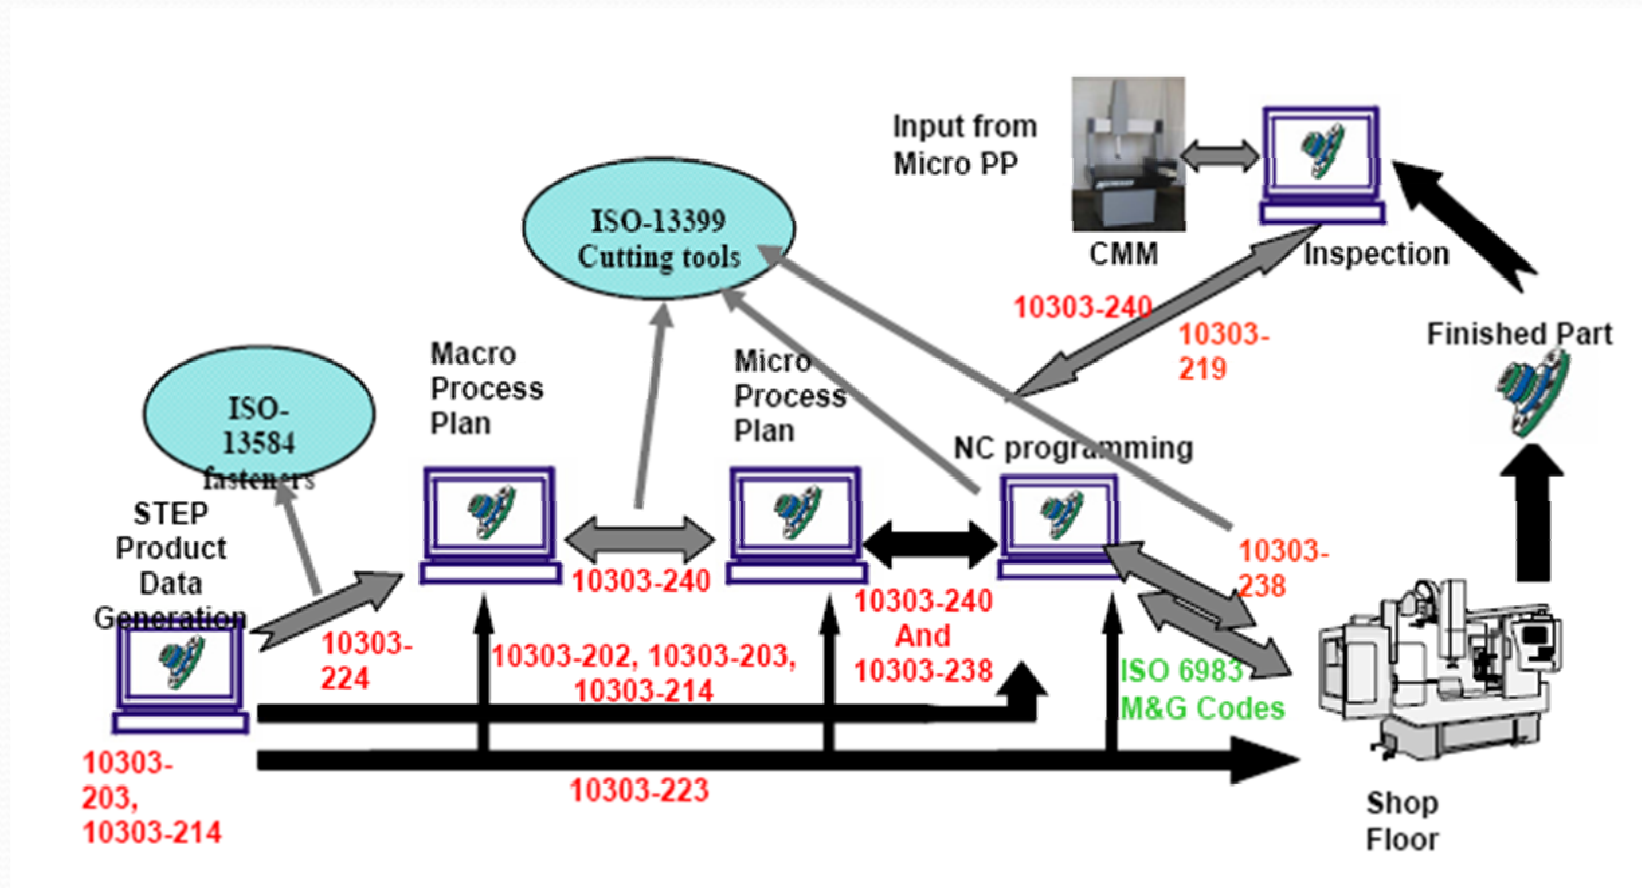 Input from
Micro PP
CMM
Inspection
ISO-13399
Cutting tools
10303-240
10303-
219
Finished Part
Macro
Process
Plan
Micro
Process
Plan
NC programming
ISO-
13584
fasteners
STEP
Product
Data
Generation
10303-
224
10303-240
10303-240
And
10303-238
10303-
238
10303-202, 10303-203,
10303-214
ISO 6983
M&G Codes
10303-
203,
10303-214
10303-223
Shop
Floor